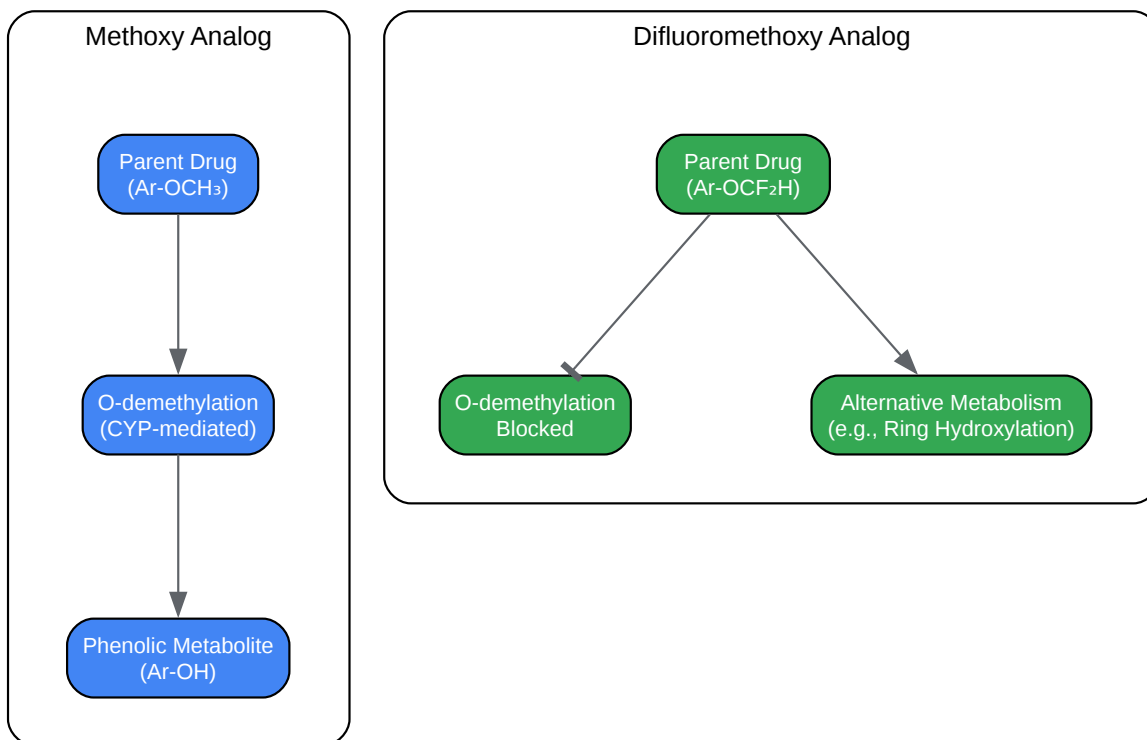 Methoxy Analog
Parent Drug
(Ar-OCH₃)
O-demethylation
(CYP-mediated)
Phenolic Metabolite
(Ar-OH)
Difluoromethoxy Analog
Parent Drug
(Ar-OCF₂H)
O-demethylation
Blocked
Alternative Metabolism
(e.g., Ring Hydroxylation)